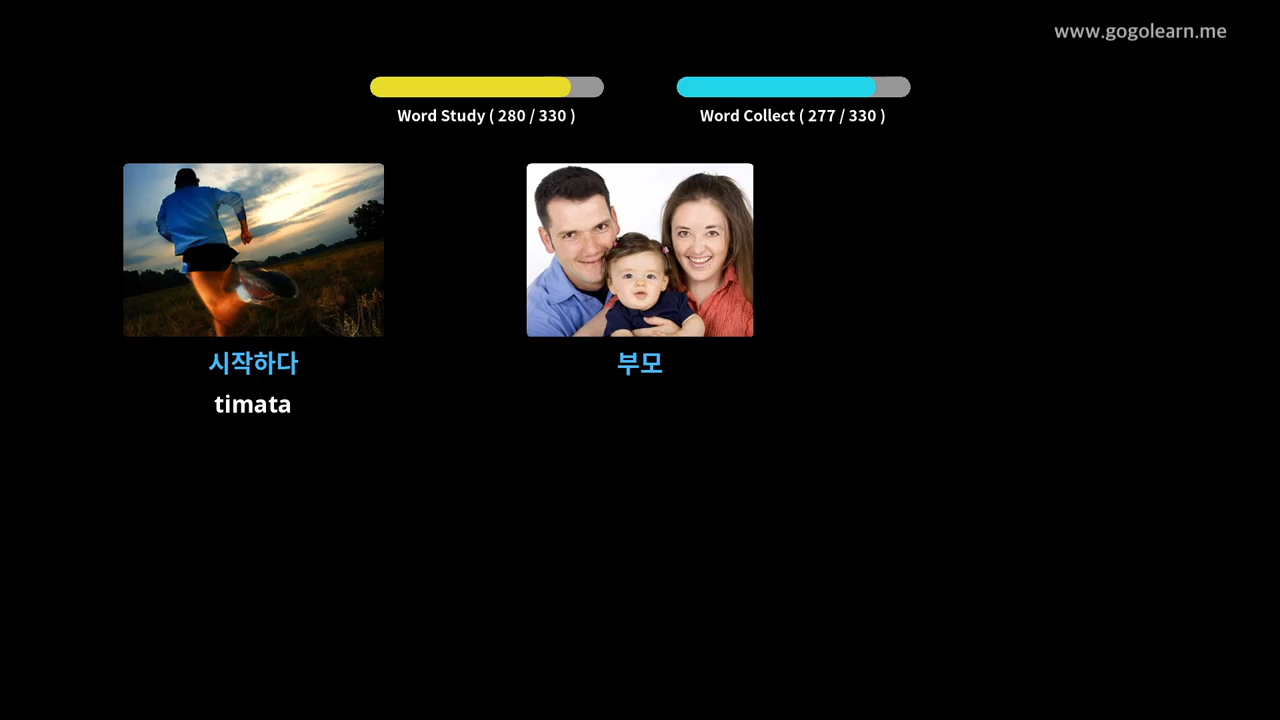 www.gogolearn.me
Word Study ( 280 / 330 )
Word Collect ( 277 / 330 )
시작하다
timata
부모